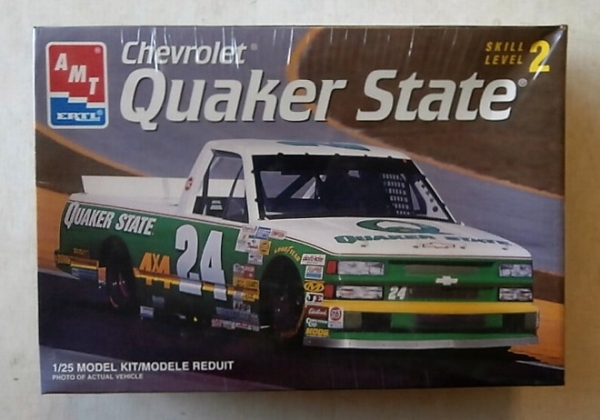 AMT
ERTL®
Chevrolet®
Quaker State®
SKILL
LEVEL 2
QUAKER STATE
24
AXA
GOODYEAR
QUAKER STATE
24
1/25 MODEL KIT/MODELE REDUIT
PHOTO OF ACTUAL VEHICLE